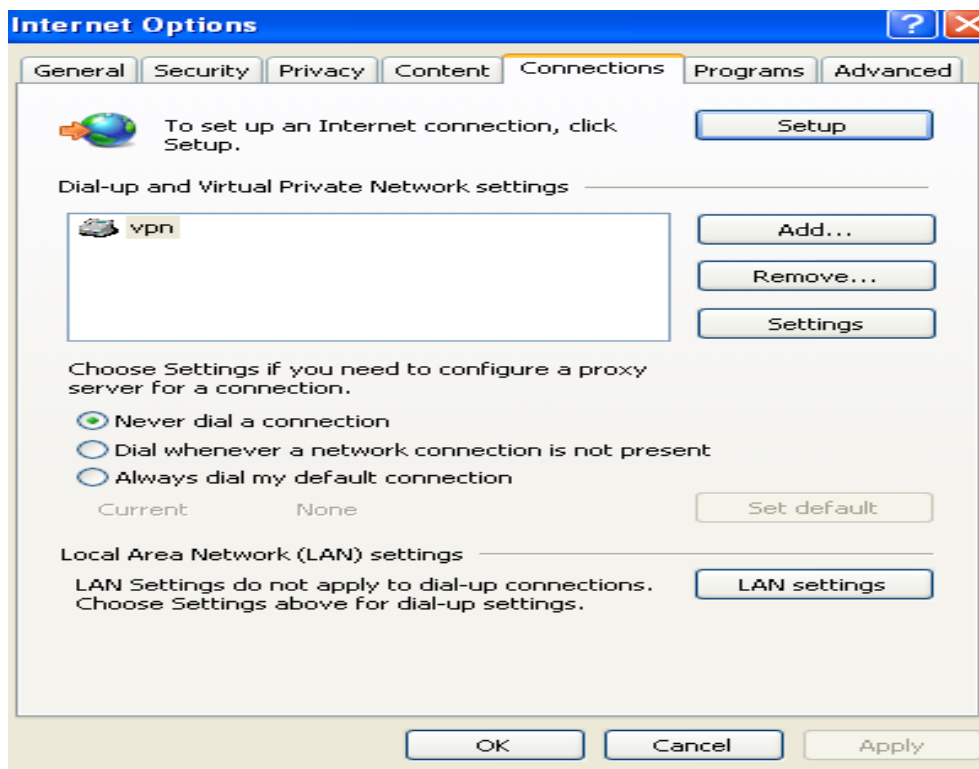 Internet Options
General Security Privacy Content Connections Programs Advanced
To set up an Internet connection, click
Setup.
Setup
Dial-up and Virtual Private Network settings
vpn
Add...
Remove...
Settings
Choose Settings if you need to configure a proxy
server for a connection.
Never dial a connection
Dial whenever a network connection is not present
Always dial my default connection
Current None
Set default
Local Area Network (LAN) settings
LAN Settings do not apply to dial-up connections.
Choose Settings above for dial-up settings.
LAN settings
OK Cancel Apply